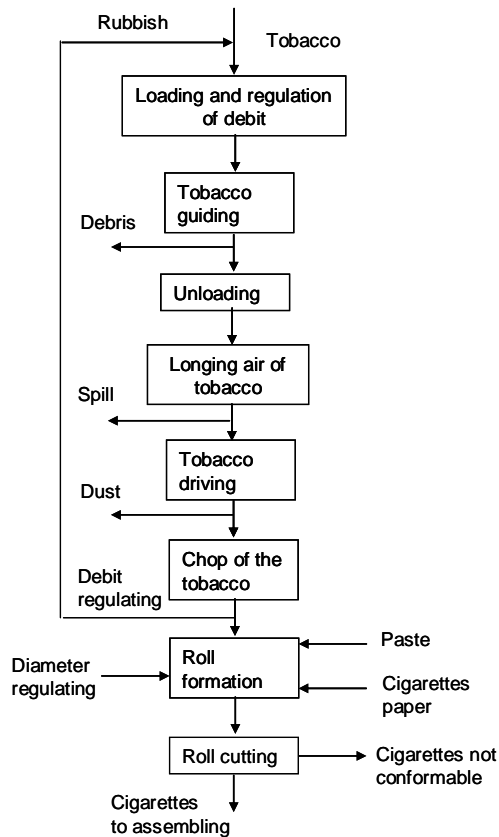 Rubbish
Tobacco
Loading and regulation
of debit
Tobacco
guiding
Debris
Unloading
Longing air of
tobacco
Spill
Tobacco
driving
Dust
Chop of the
tobacco
Debit
regulating
Paste
Roll
formation
Diameter
regulating
Cigarettes
paper
Roll cutting
Cigarettes not
conformable
Cigarettes
to assembling